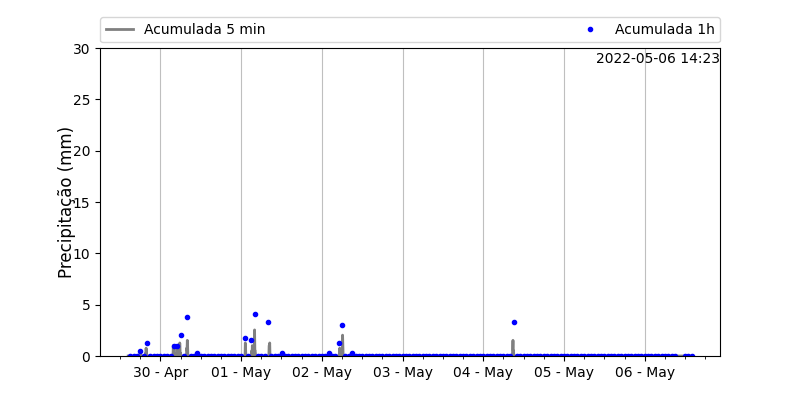 Acumulada 5 min
Acumulada 1h
2022-05-06 14:23
Precipitação (mm)
30
25
20
15
10
5
0
30 - Apr
01 - May
02 - May
03 - May
04 - May
05 - May
06 - May